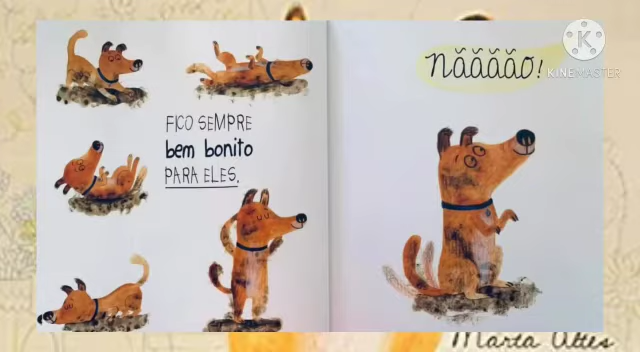 FICO SEMPRE
bem bonito
PARA ELES.
Nããããão!
KINEMASTER
Marta Altés